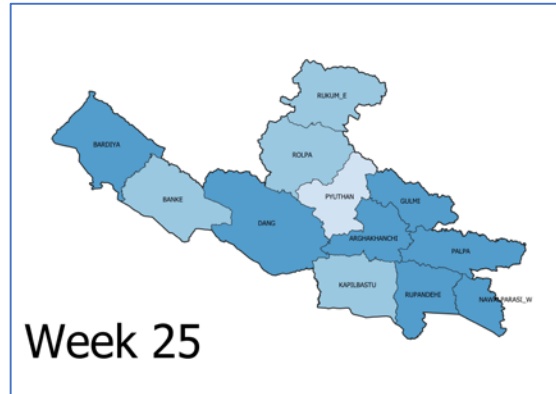 RUKUM_E
BARDIYA
ROLPA
BANKE
PYUTHAN
GULMI
DANG
ARGHAKHANCHI
PALPA
KAPILBASTU
RUPANDEHI
NAWALPARASI_W
Week 25